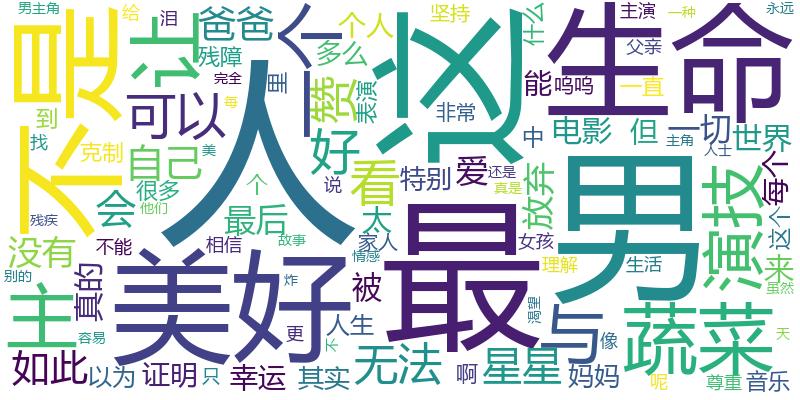 男主角
给
泪
爸爸
个
个人
坚持
什么
主演
一种
永远
不是
让
残障
多么
父亲
生命
完全
里
赞
表演
这
能
呜呜
一直
到
可以
每
人
非常
找
克制
美
好
中
电影
但
一切
世界
主角
人士
自己
看
特别
爱
还是
真是
男
演技
每个
会
很多
个
说
放弃
残疾
他们
最后
太
最
这个
没有
不能
相信
故事
家人
女孩
来
别的
真的
美好
情感
理解
生活
虽然
炸
被
渴望
与
蔬菜
主
更
人生
像
容易
不
无法
星星
天
如此
以为
证明
只
幸运
其实
啊
妈妈
呢
尊重
音乐